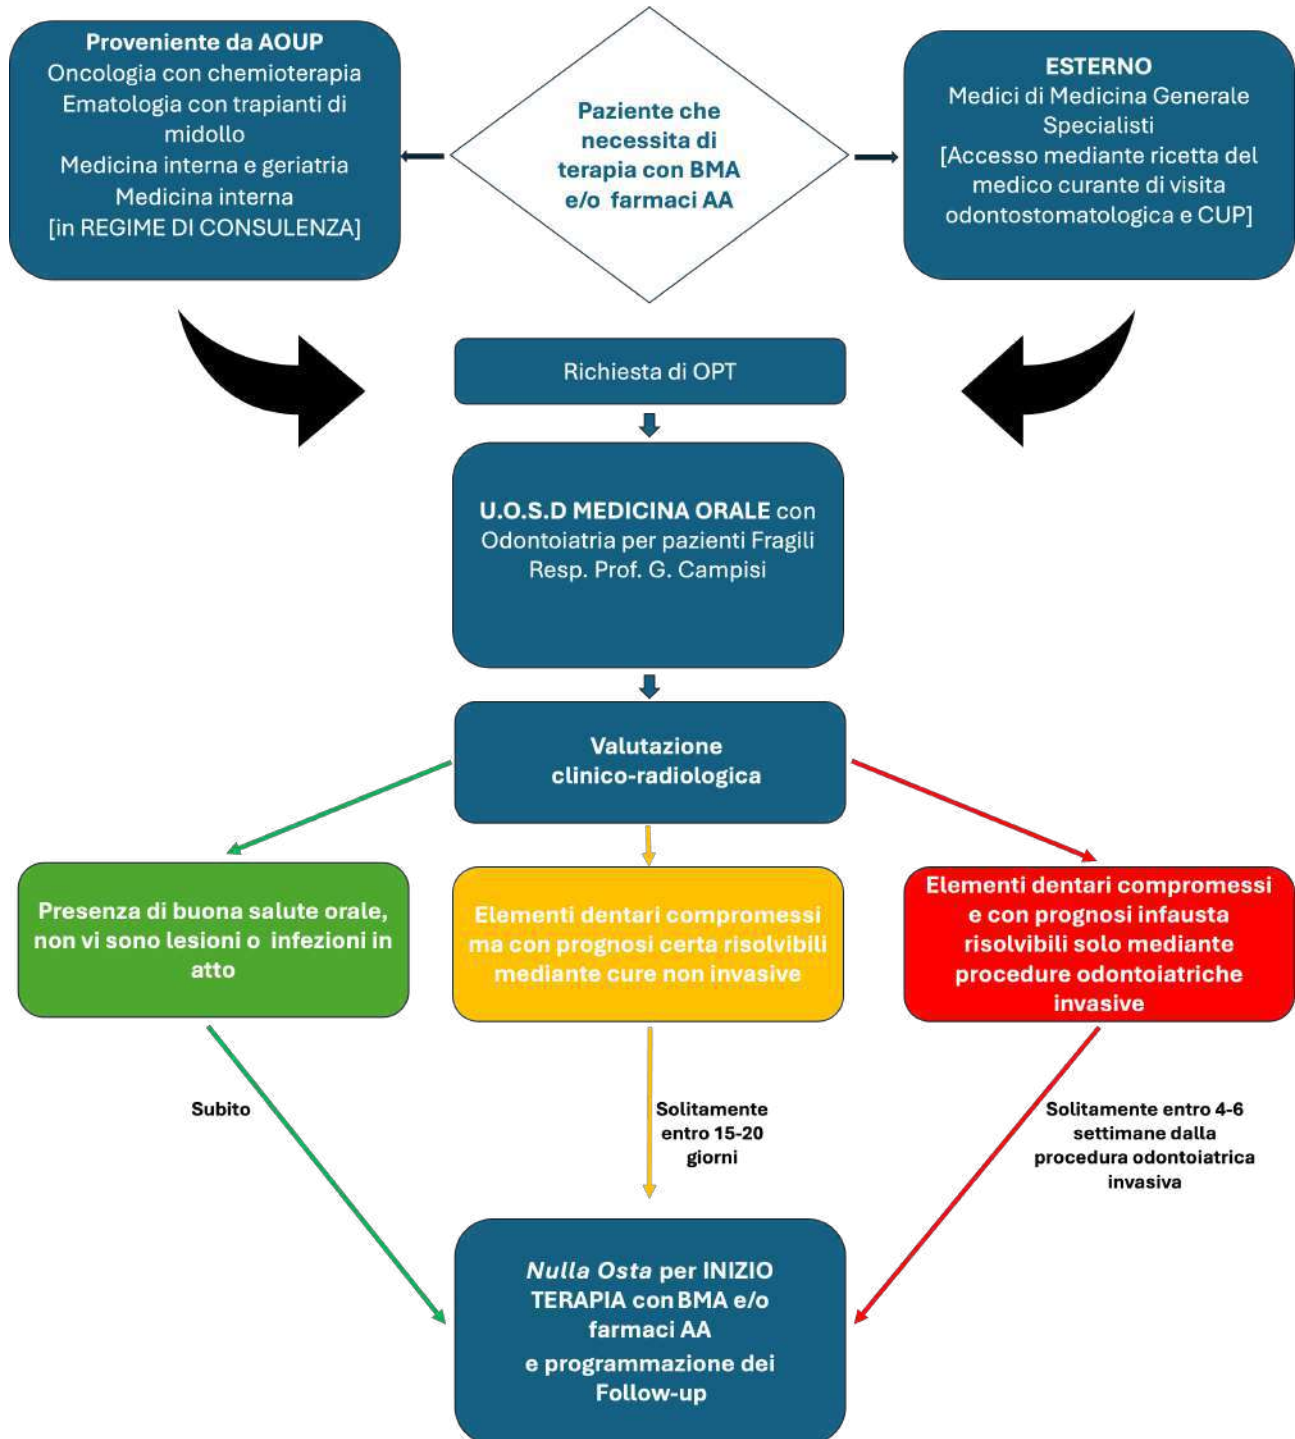 Proveniente da AOUP
Oncologia con chemioterapia
Ematologia con trapianti di
midollo
Medicina interna e geriatria
Medicina interna
[in REGIME DI CONSULENZA]
Paziente che
necessita di
terapia con BMA
e/o farmaci AA
ESTERNO
Medici di Medicina Generale
Specialisti
[Accesso mediante ricetta del
medico curante di visita
odontostomatologica e CUP]
Richiesta di OPT
U.O.S.D MEDICINA ORALE con
Odontoiatria per pazienti Fragili
Resp. Prof. G. Campisi
Valutazione
clinico-radiologica
Presenza di buona salute orale,
non vi sono lesioni o infezioni in
atto
Elementi dentari compromessi
ma con prognosi certa risolvibili
mediante cure non invasive
Elementi dentari compromessi
e con prognosi infausta
risolvibili solo mediante
procedure odontoiatriche
invasive
Subito
Solitamente
entro 15-20
giorni
Solitamente entro 4-6
settimane dalla
procedura odontoiatrica
invasiva
Nulla Osta per INIZIO
TERAPIA con BMA e/o
farmaci AA
e programmazione dei
Follow-up